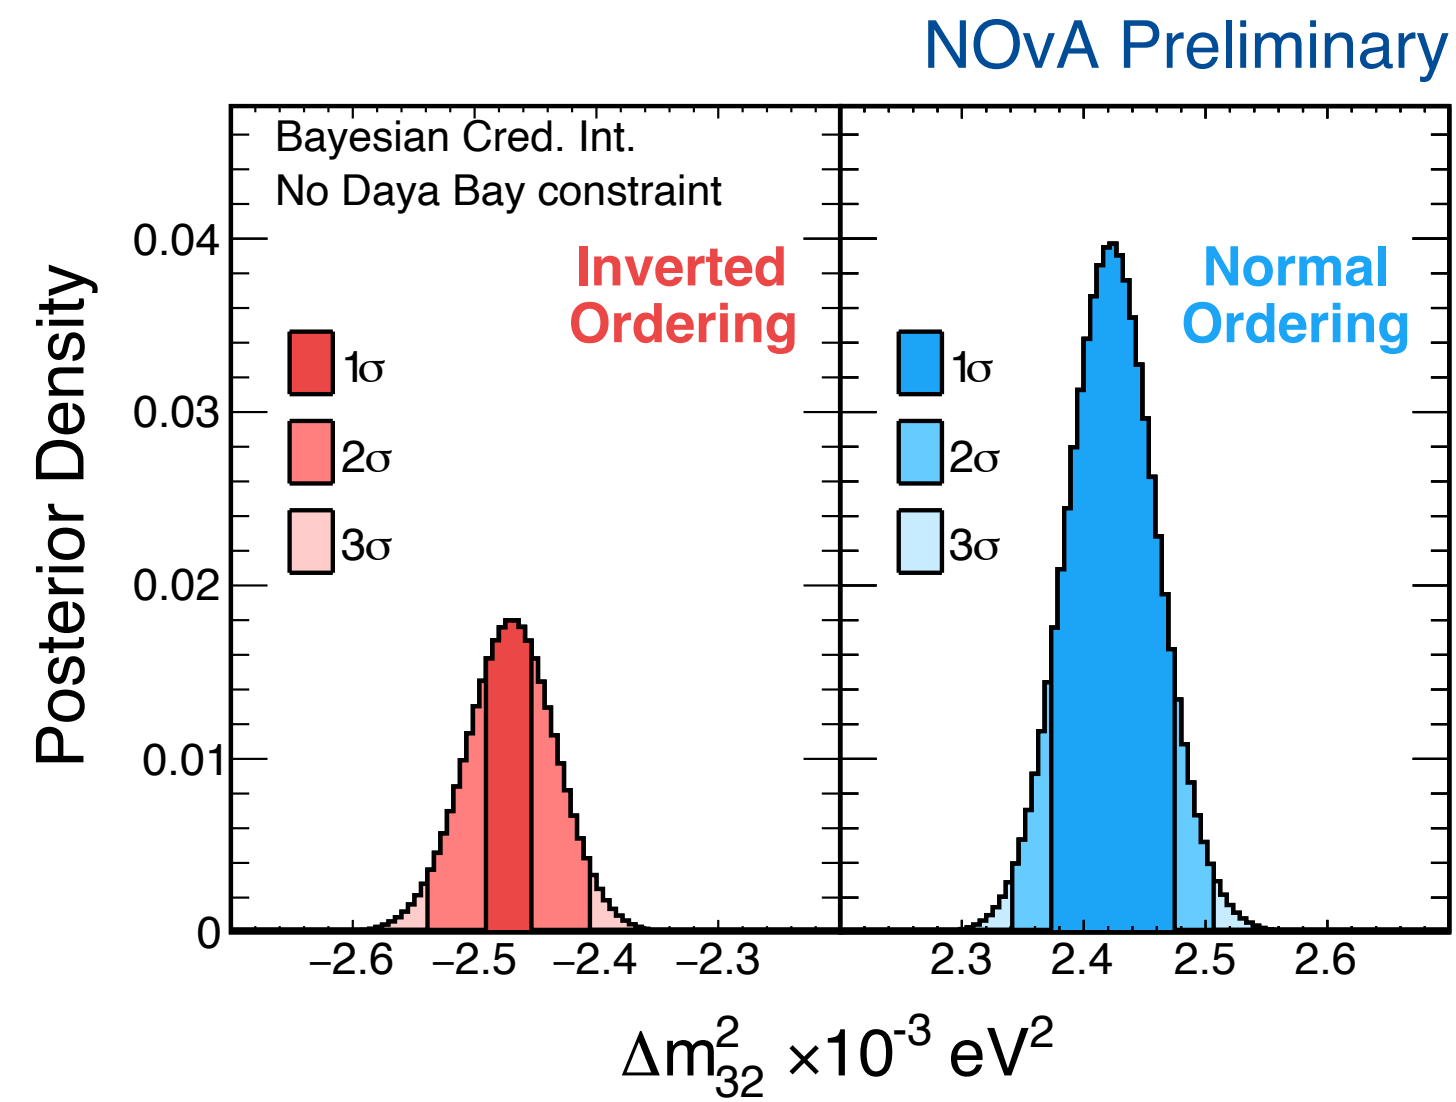 NOvA Preliminary
Bayesian Cred. Int.
No Daya Bay constraint
Inverted
Ordering
1σ
2σ
3σ
Normal
Ordering
1σ
2σ
3σ
Posterior Density
0.04
0.03
0.02
0.01
0
−2.6 −2.5 −2.4 −2.3
2.3 2.4 2.5 2.6
Δm²₃₂ ×10⁻³ eV²